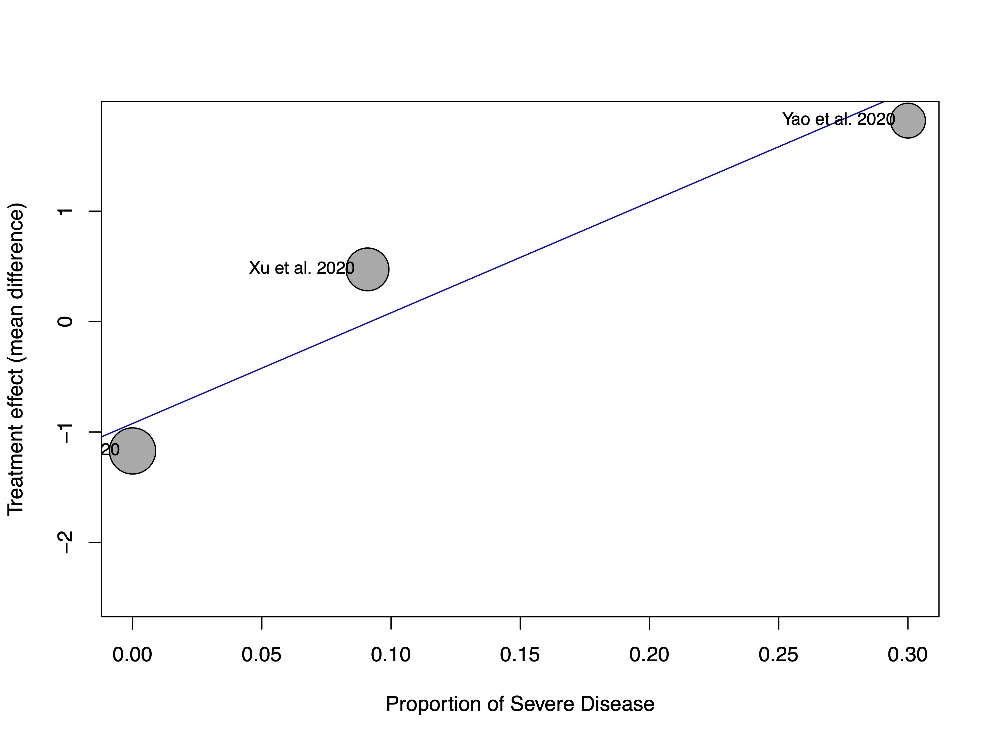 Treatment effect (mean difference)
1
0
−1
−2
Yao et al. 2020
Xu et al. 2020
20
0.00 0.05 0.10 0.15 0.20 0.25 0.30
Proportion of Severe Disease